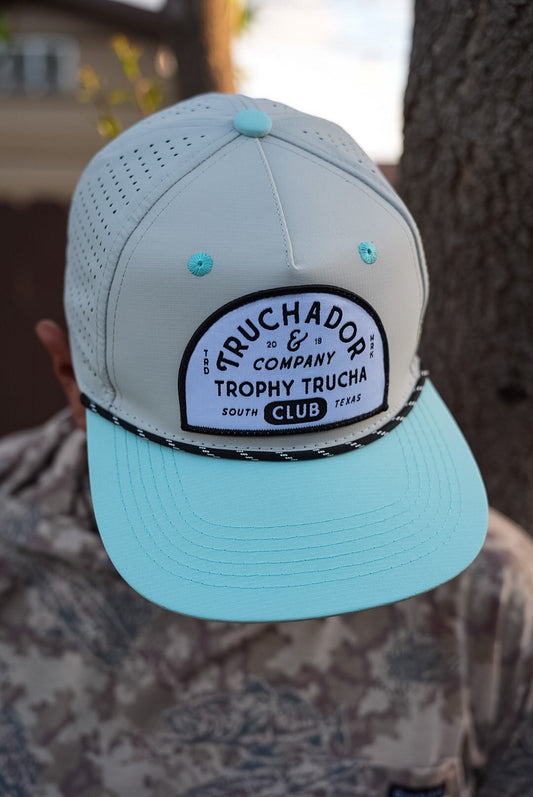 TRUCHADOR
20 & 19
COMPANY
TRD
MRK
TROPHY TRUCHA
SOUTH CLUB TEXAS